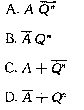 A. A Q̅ⁿ̅
B. A̅ Qⁿ
C. A + Q̅ⁿ̅
D. A̅ + Qⁿ